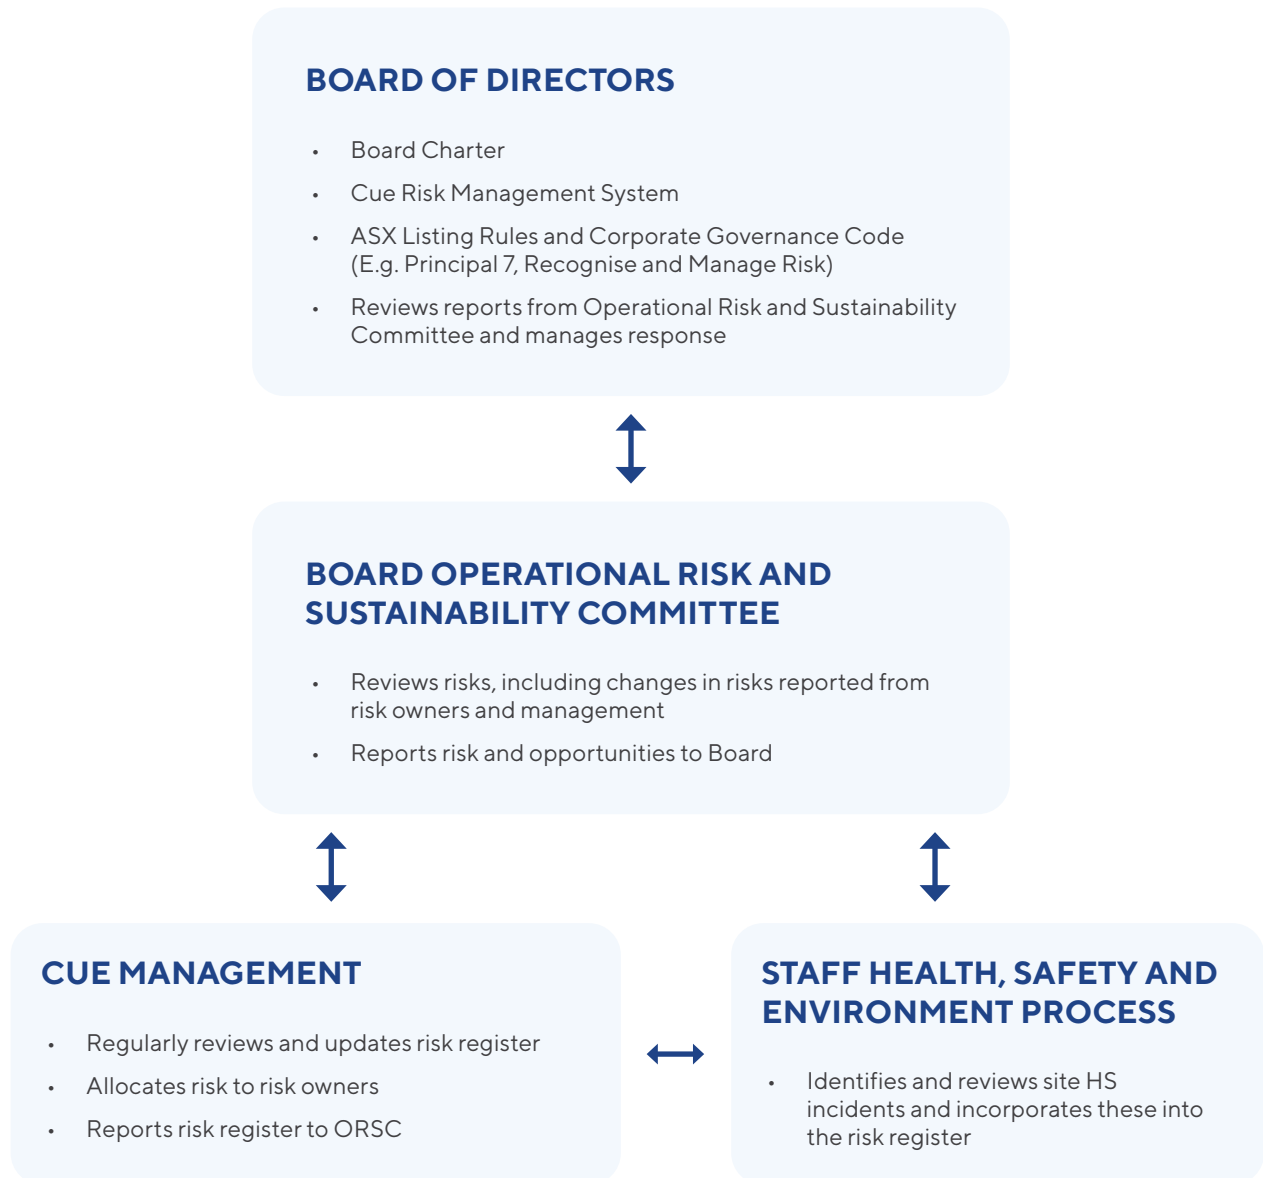 BOARD OF DIRECTORS
• Board Charter
• Cue Risk Management System
• ASX Listing Rules and Corporate Governance Code
(E.g. Principal 7, Recognise and Manage Risk)
• Reviews reports from Operational Risk and Sustainability
Committee and manages response
BOARD OPERATIONAL RISK AND
SUSTAINABILITY COMMITTEE
• Reviews risks, including changes in risks reported from
risk owners and management
• Reports risk and opportunities to Board
CUE MANAGEMENT
• Regularly reviews and updates risk register
• Allocates risk to risk owners
• Reports risk register to ORSC
STAFF HEALTH, SAFETY AND
ENVIRONMENT PROCESS
• Identifies and reviews site HS
incidents and incorporates these into
the risk register